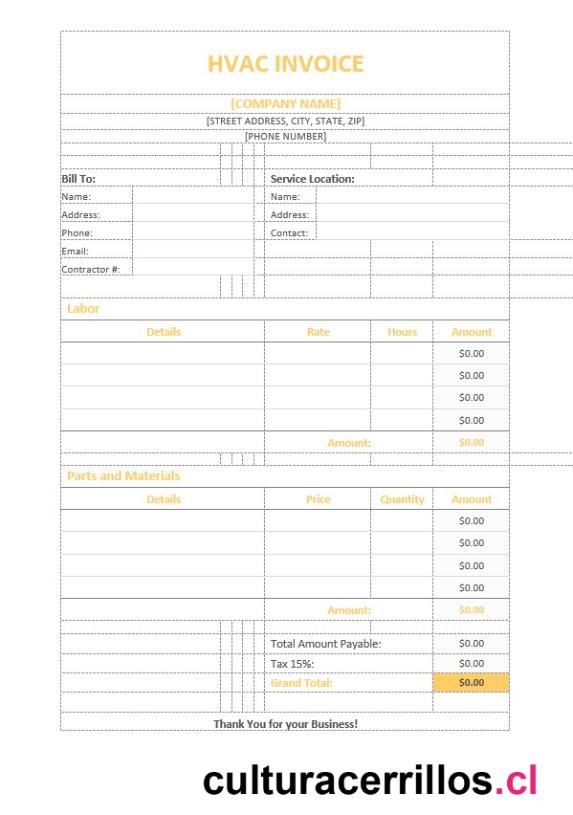 HVAC INVOICE
[COMPANY NAME]
[STREET ADDRESS, CITY, STATE, ZIP]
[PHONE NUMBER]
Bill To: Service Location:
Name: Name:
Address: Address:
Phone: Contact:
Email:
Contractor #:
Labor
Details Rate Hours Amount
$0.00
$0.00
$0.00
$0.00
Amount: $0.00
Parts and Materials
Details Price Quantity Amount
$0.00
$0.00
$0.00
$0.00
Amount: $0.00
Total Amount Payable: $0.00
Tax 15%: $0.00
Grand Total: $0.00
Thank You for your Business!
culturacerrillos.cl